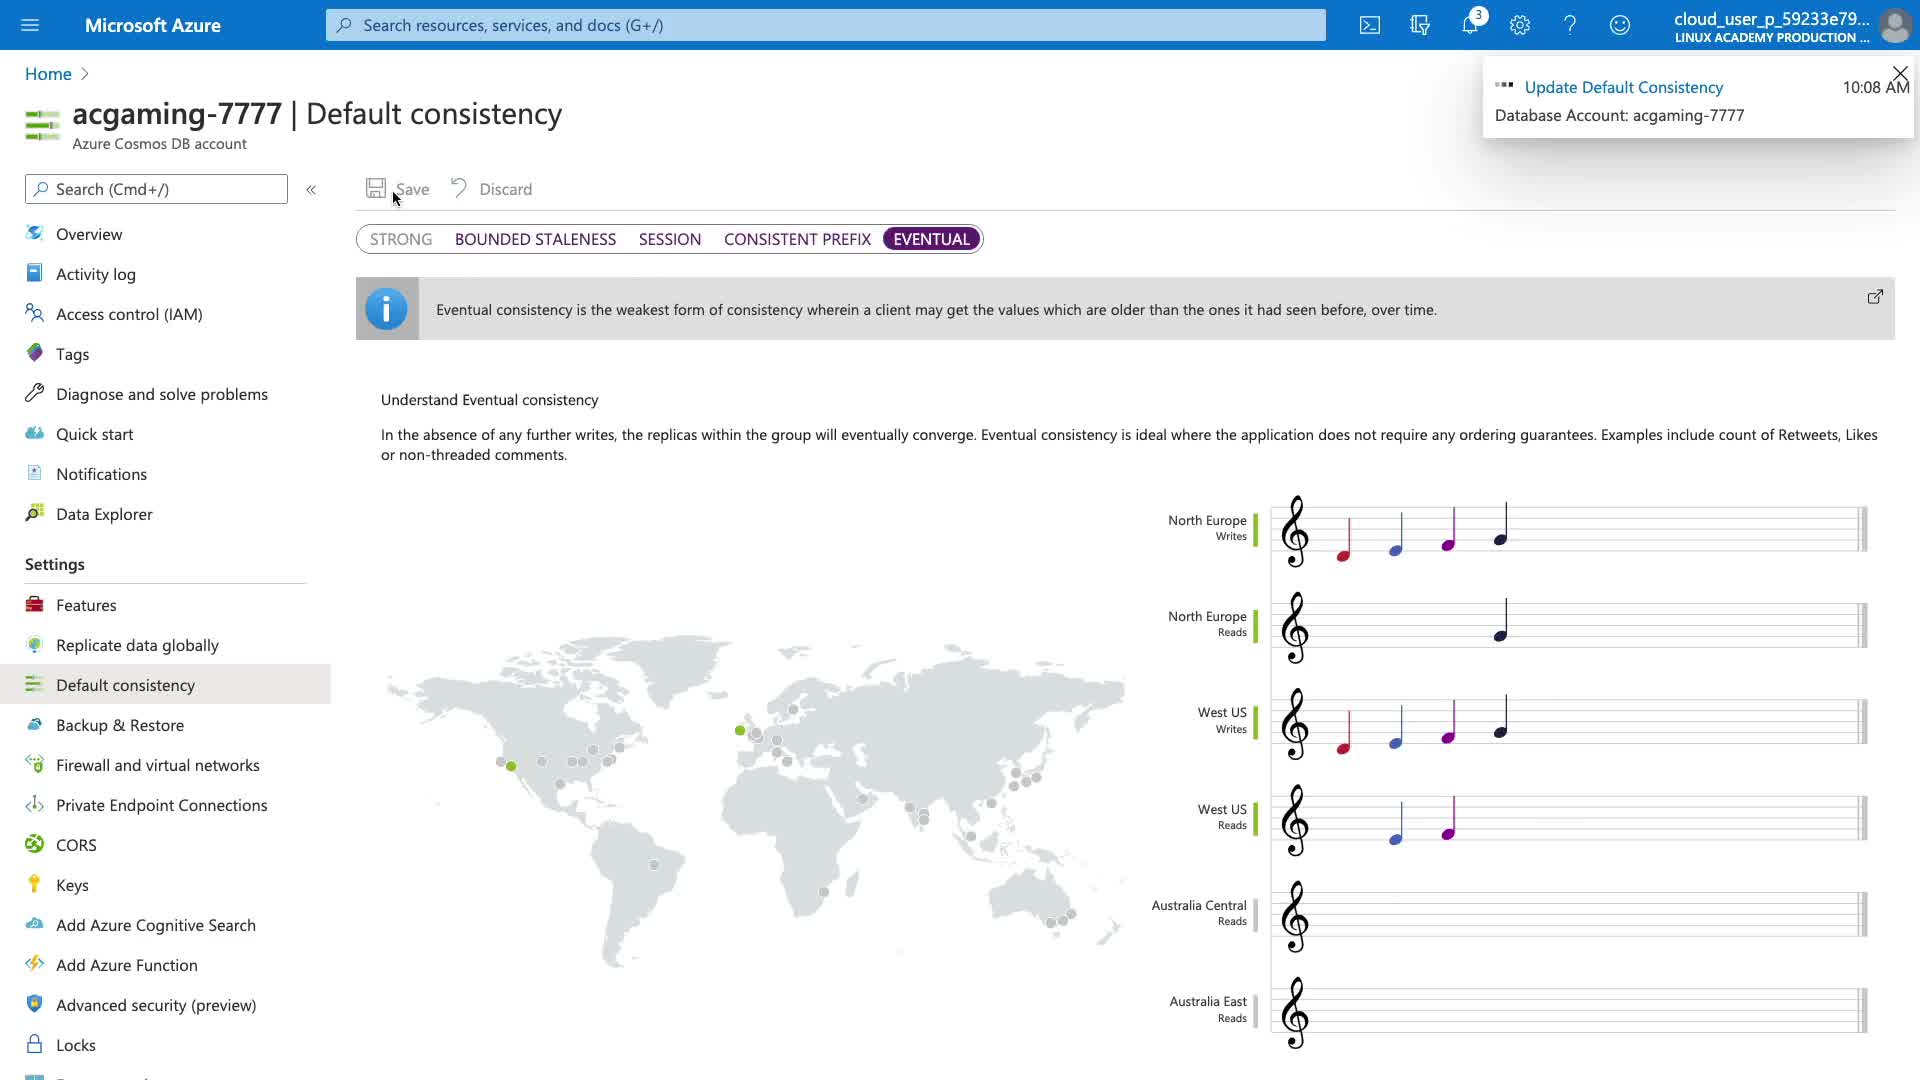 Microsoft Azure
Search resources, services, and docs (G+/)
3
cloud_user_p_59233e79...
LINUX ACADEMY PRODUCTION ...
Home
Update Default Consistency
10:08 AM
Database Account: acgaming-7777
acgaming-7777 | Default consistency
Azure Cosmos DB account
Search (Cmd+/)
«
Save
Discard
Overview
Activity log
Access control (IAM)
Tags
Diagnose and solve problems
Quick start
Notifications
Data Explorer
Settings
Features
Replicate data globally
Default consistency
Backup & Restore
Firewall and virtual networks
Private Endpoint Connections
CORS
Keys
Add Azure Cognitive Search
Add Azure Function
Advanced security (preview)
Locks
STRONG
BOUNDED STALENESS
SESSION
CONSISTENT PREFIX
EVENTUAL
Eventual consistency is the weakest form of consistency wherein a client may get the values which are older than the ones it had seen before, over time.
Understand Eventual consistency
In the absence of any further writes, the replicas within the group will eventually converge. Eventual consistency is ideal where the application does not require any ordering guarantees. Examples include count of Retweets, Likes
or non-threaded comments.
North Europe
Writes
North Europe
Reads
West US
Writes
West US
Reads
Australia Central
Reads
Australia East
Reads